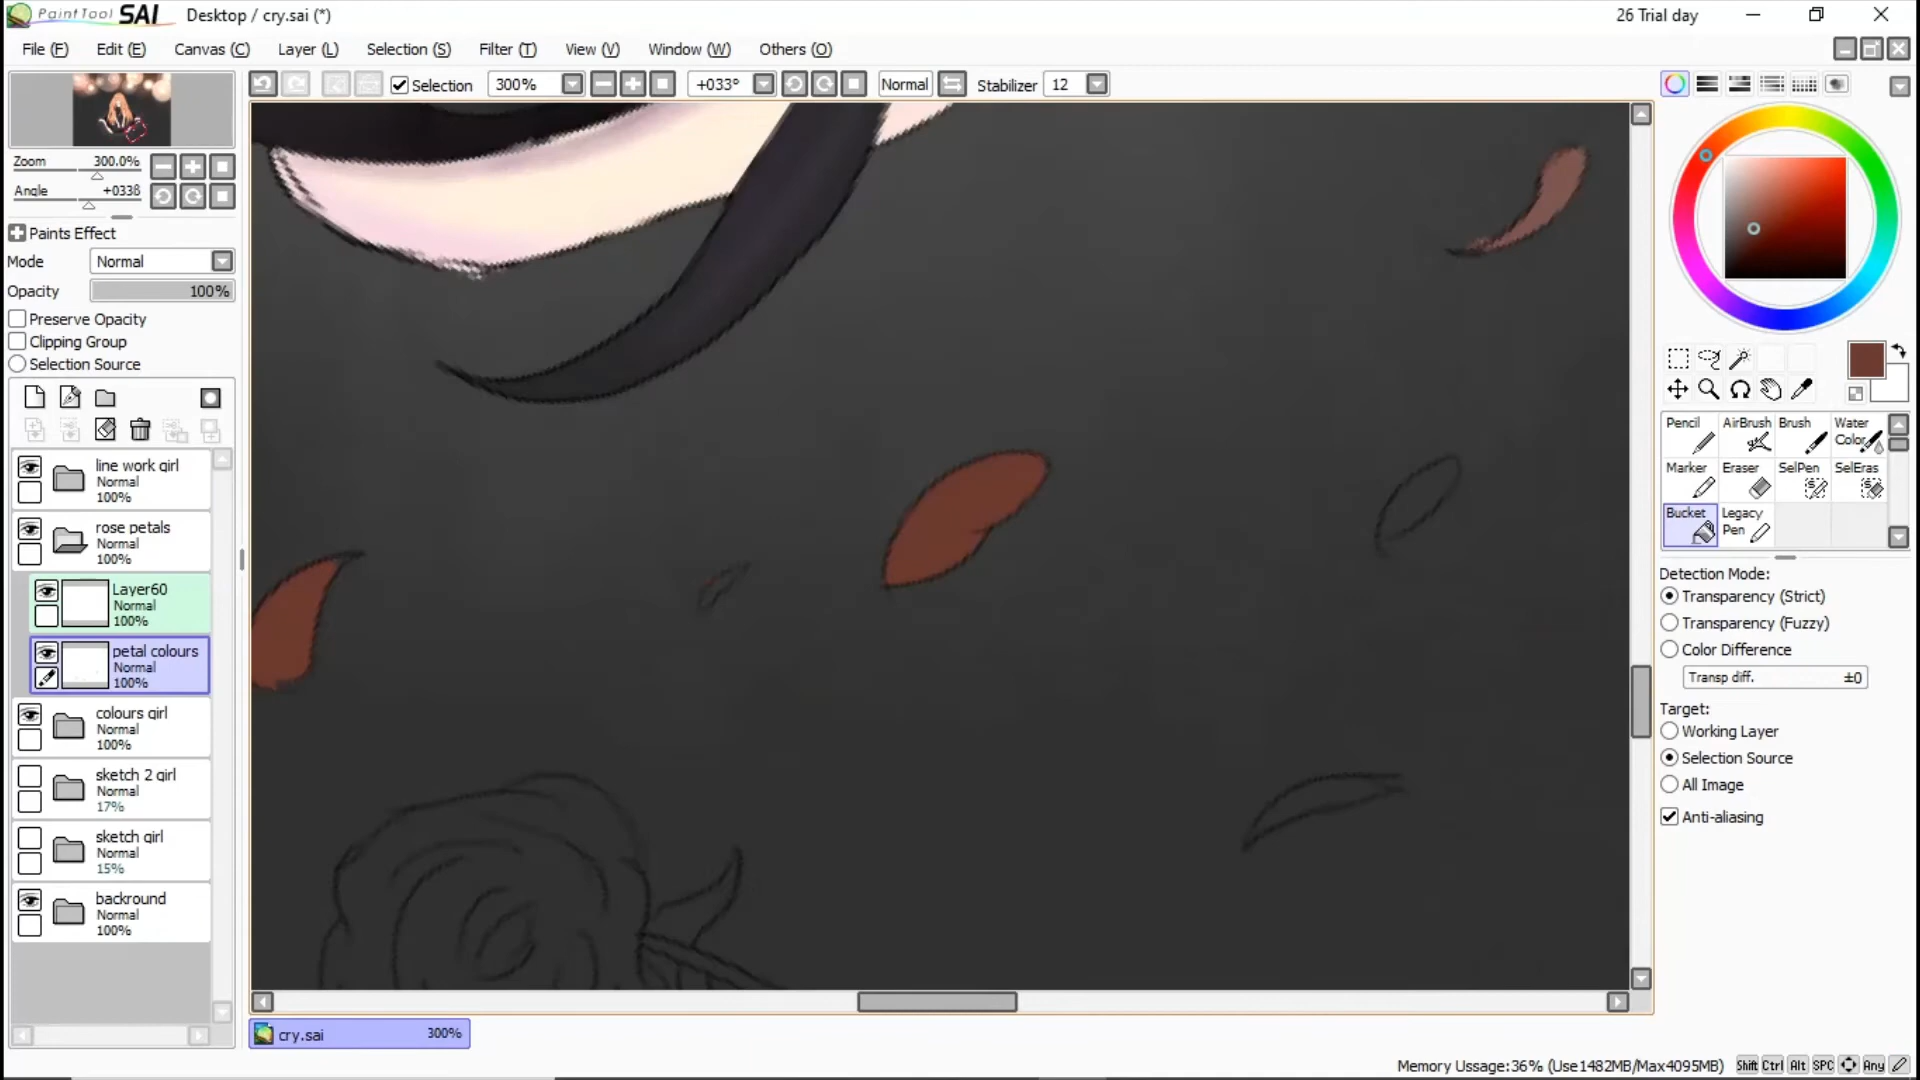 PaintTool SAI Desktop / cry.sai (*) 26 Trial day
File (F) Edit (E) Canvas (C) Layer (L) Selection (S) Filter (T) View (V) Window (W) Others (O)
Selection 300% +033° Normal Stabilizer 12
Zoom 300.0%
Angle +033ß
Paints Effect
Mode Normal
Opacity 100%
Preserve Opacity
Clipping Group
Selection Source
line work girl
Normal
100%
rose petals
Normal
100%
Layer60
Normal
100%
petal colours
Normal
100%
colours girl
Normal
100%
sketch 2 girl
Normal
17%
sketch girl
Normal
15%
backround
Normal
100%
Pencil AirBrush Brush Water
Color
Marker Eraser SelPen SelEras
Bucket Legacy
Pen
Detection Mode:
Transparency (Strict)
Transparency (Fuzzy)
Color Difference
Transp diff. ±0
Target:
Working Layer
Selection Source
All Image
Anti-aliasing
cry.sai 300%
Memory Ussage:36% (Use1482MB/Max4095MB) Shift Ctrl Alt SPC Any